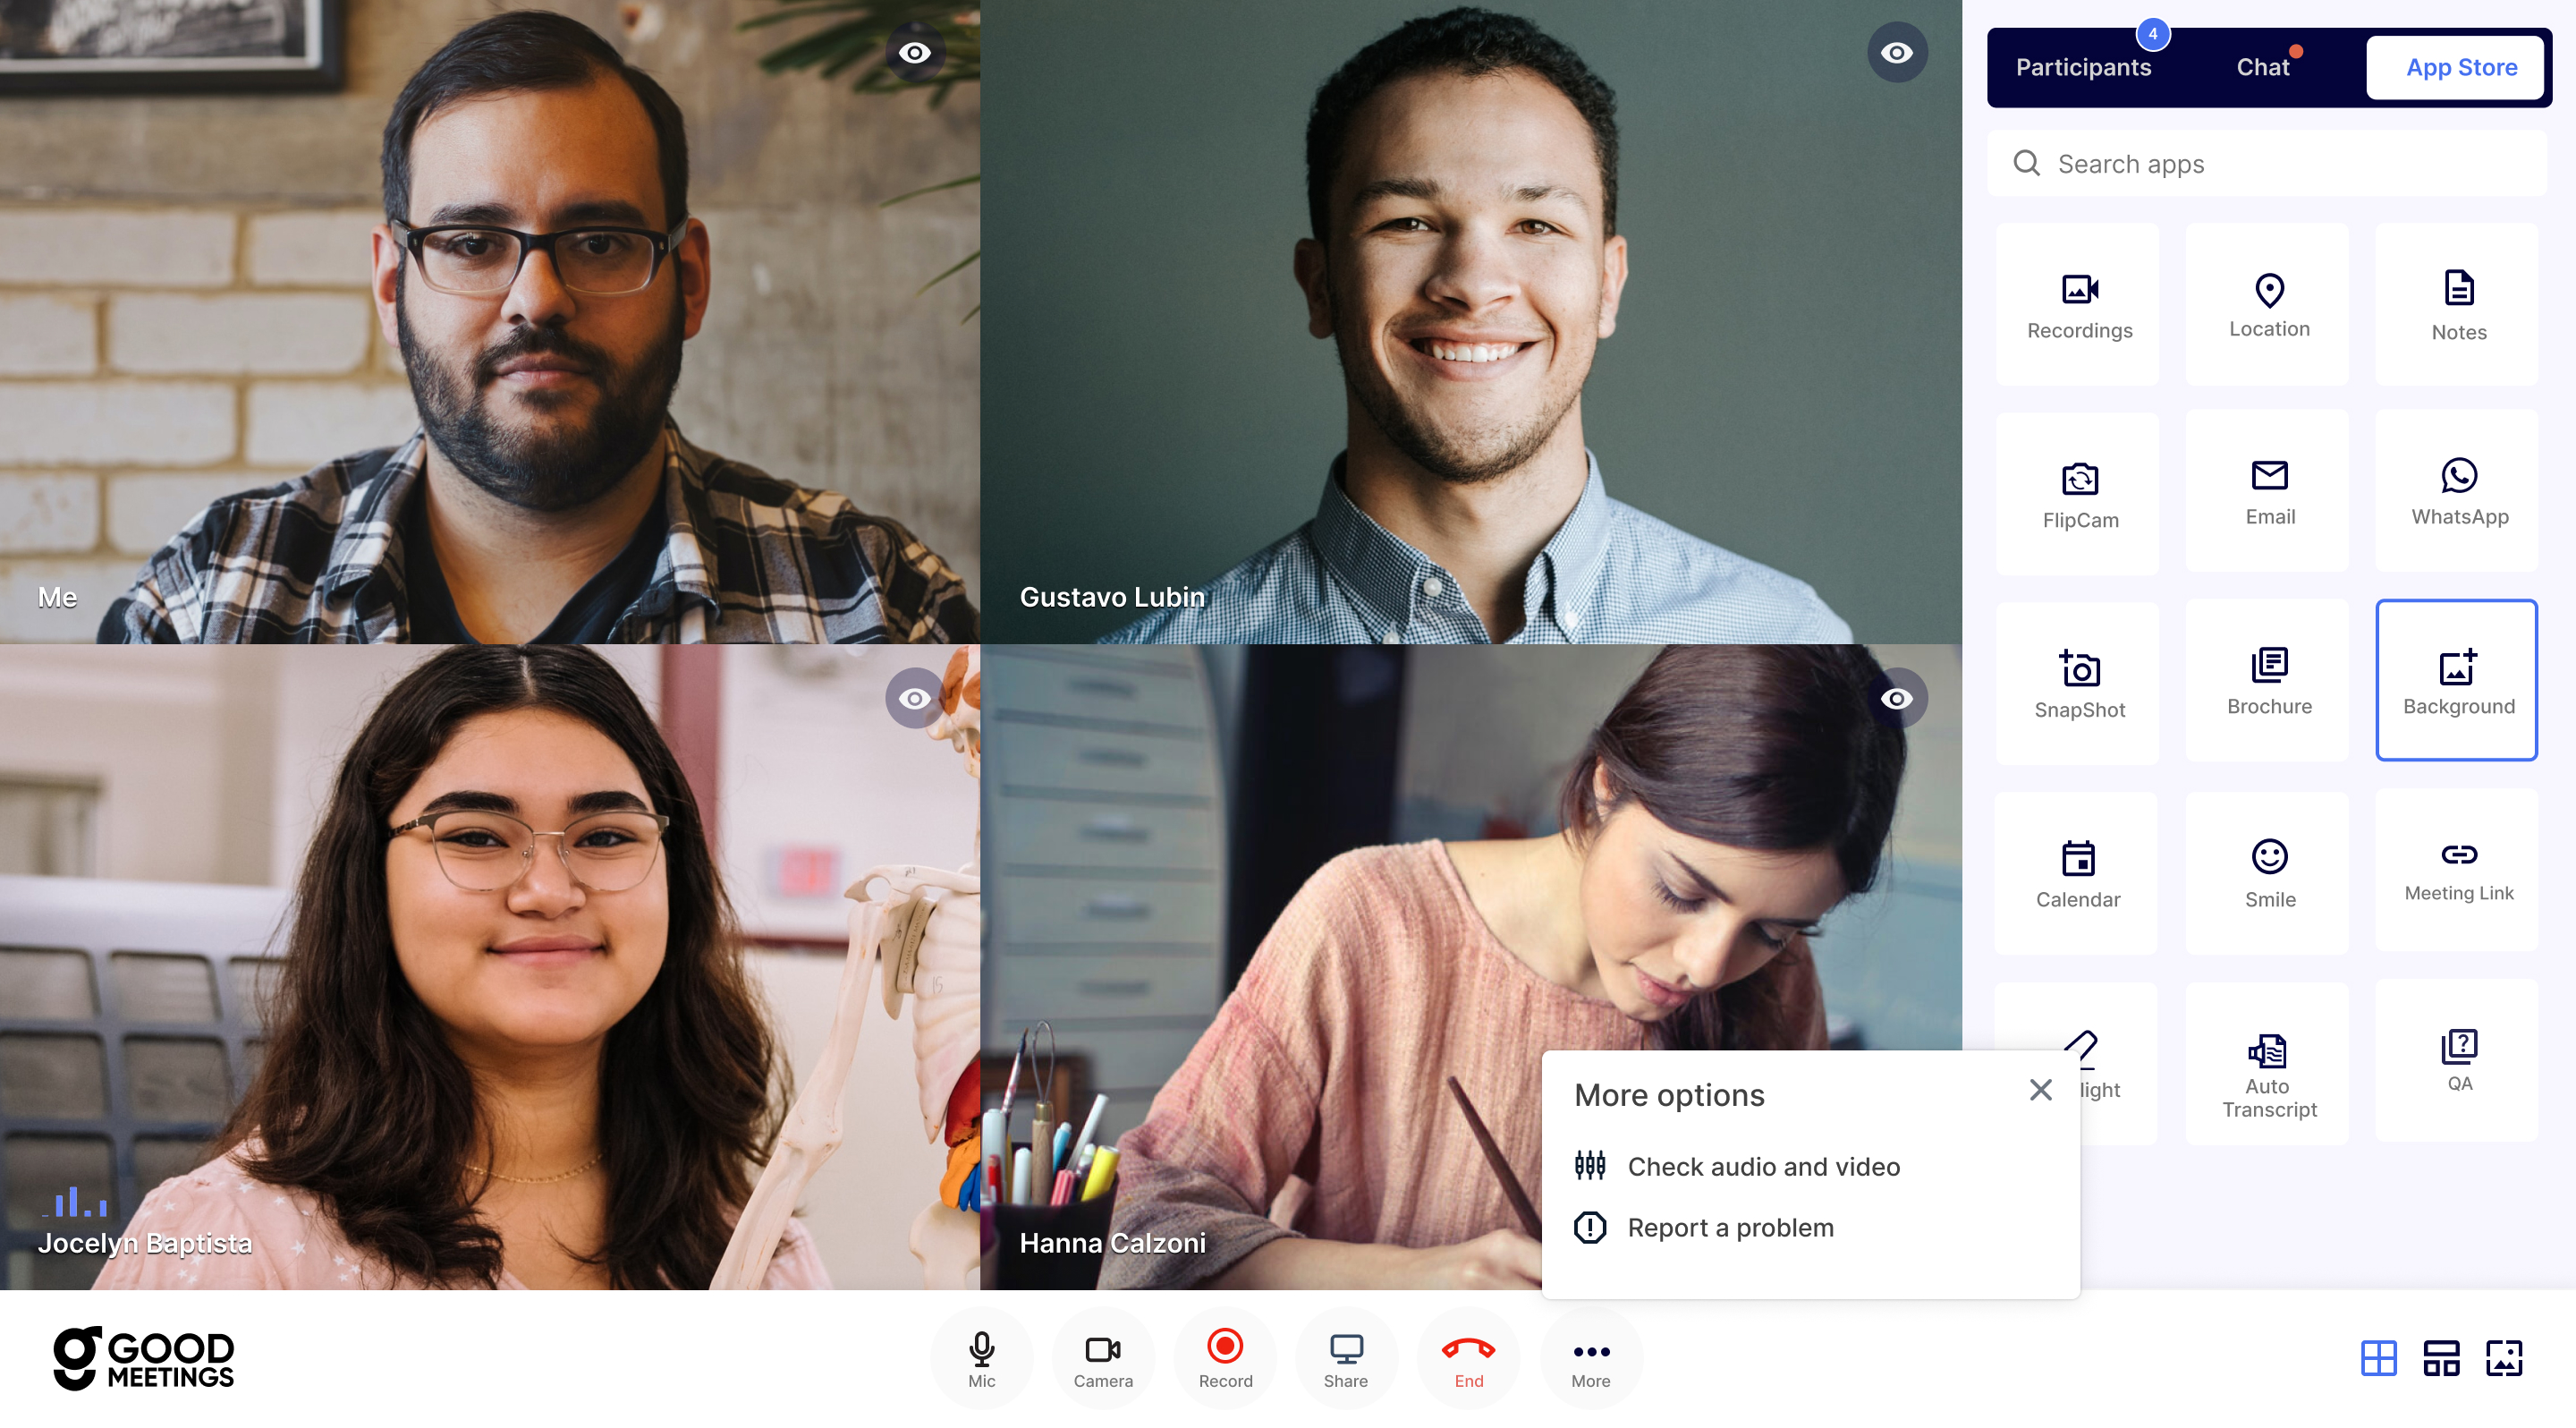 4
Participants
Chat
App Store
Search apps
Recordings
Location
Notes
FlipCam
Email
WhatsApp
SnapShot
Brochure
Background
Calendar
Smile
Meeting Link
light
Auto
Transcript
QA
?
Me
Gustavo Lubin
Jocelyn Baptista
Hanna Calzoni
15
More options
Check audio and video
Report a problem
g GOOD
MEETINGS
Mic
Camera
Record
Share
End
More